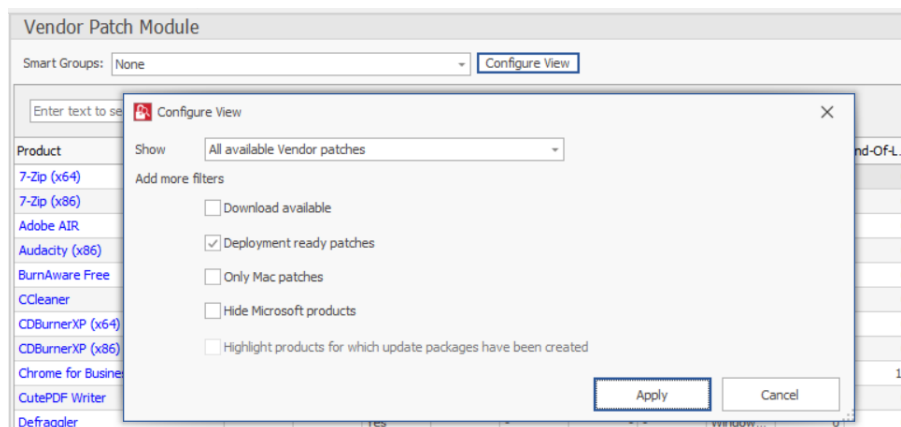 Vendor Patch Module
Smart Groups: None Configure View
Enter text to se
Configure View
Product
nd-Of-L...
Show All available Vendor patches
Add more filters
Download available
Deployment ready patches
Only Mac patches
Hide Microsoft products
Highlight products for which update packages have been created
Apply Cancel
7-Zip (x64)
7-Zip (x86)
Adobe AIR
Audacity (x86)
BurnAware Free
CCleaner
CDBurnerXP (x64)
CDBurnerXP (x86)
Chrome for Busines
1
CutePDF Writer
Defraggler Yes Window... 0